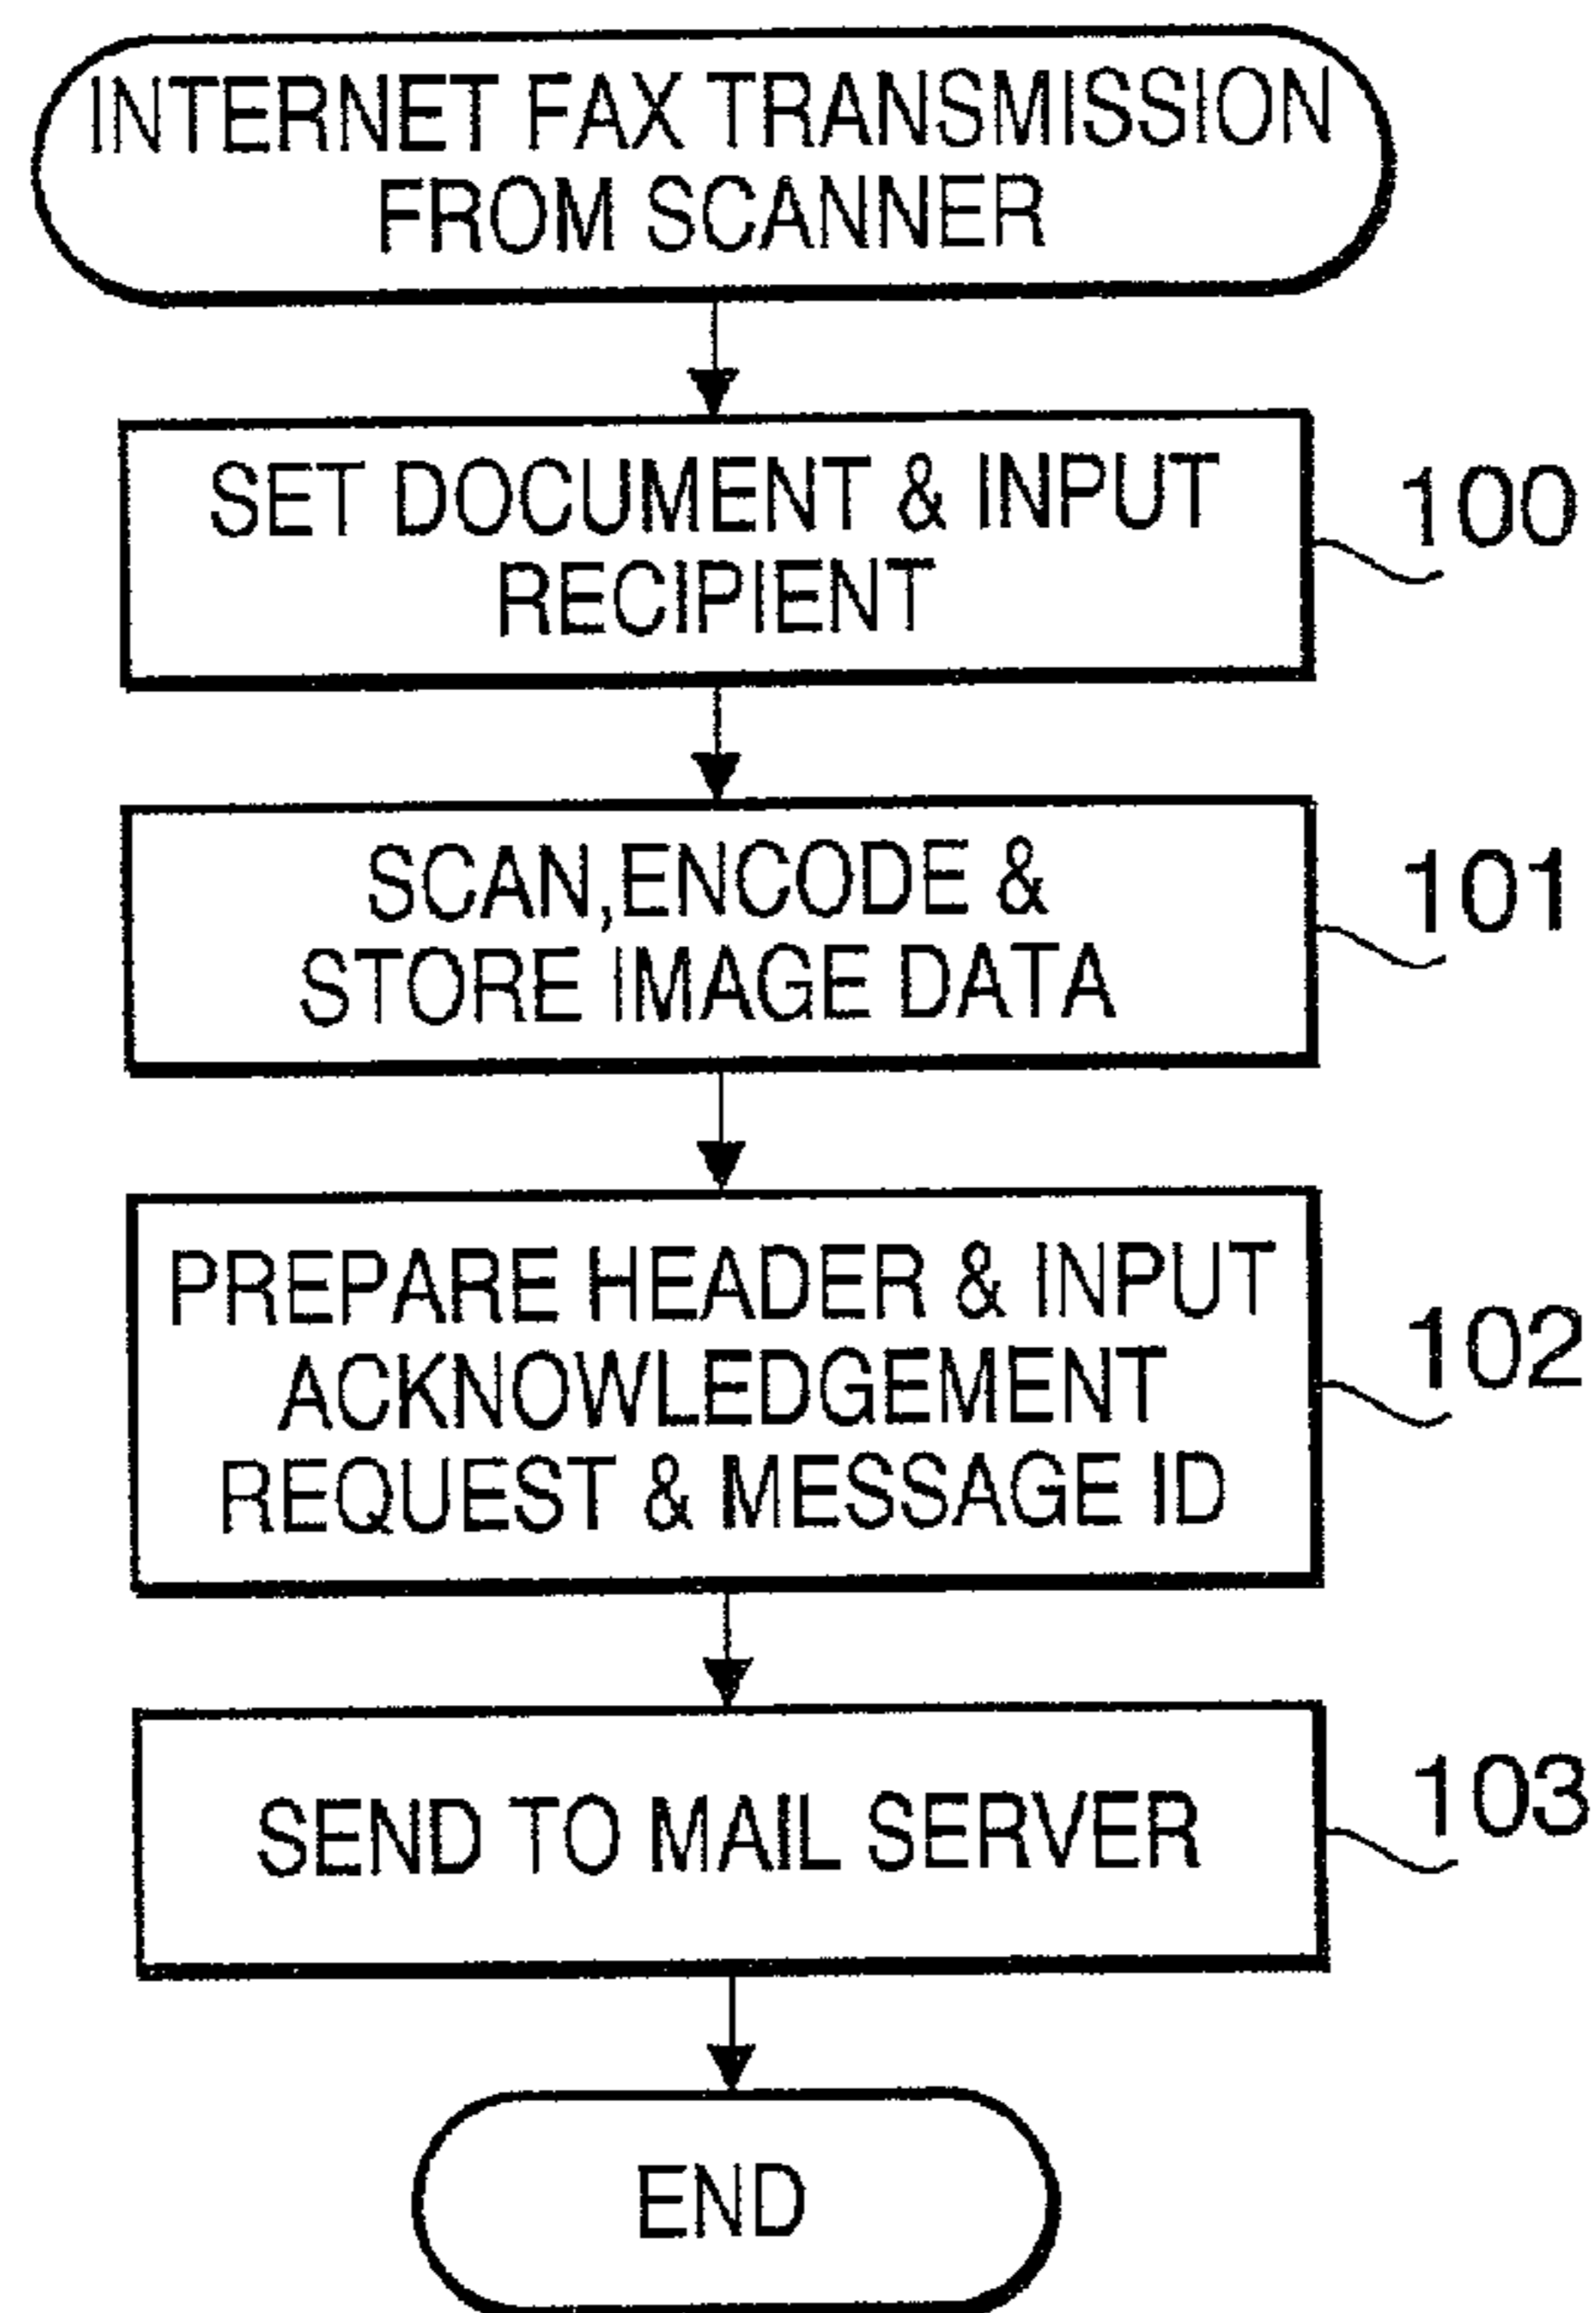 INTERNET FAX TRANSMISSION
FROM SCANNER
SET DOCUMENT & INPUT
RECIPIENT
100
SCAN,ENCODE &
STORE IMAGE DATA
101
PREPARE HEADER & INPUT
ACKNOWLEDGEMENT
REQUEST & MESSAGE ID
102
SEND TO MAIL SERVER
103
END